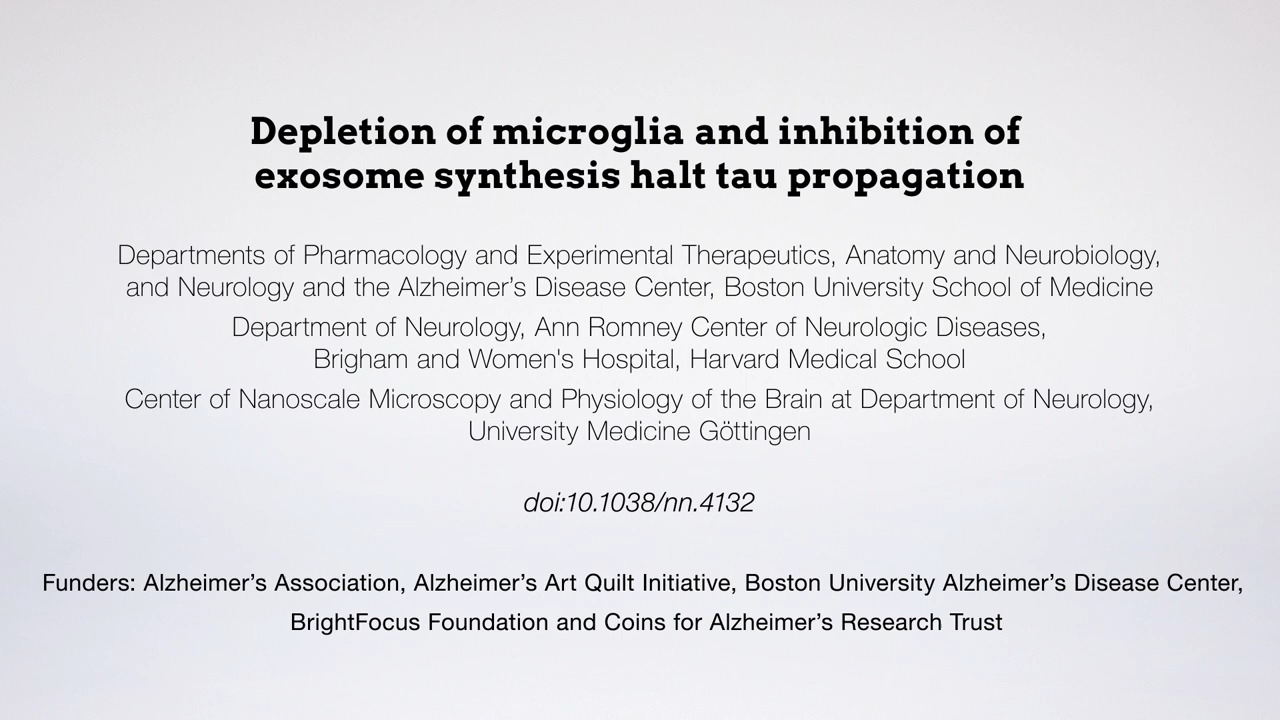 Depletion of microglia and inhibition of
exosome synthesis halt tau propagation
Departments of Pharmacology and Experimental Therapeutics, Anatomy and Neurobiology,
and Neurology and the Alzheimer’s Disease Center, Boston University School of Medicine
Department of Neurology, Ann Romney Center of Neurologic Diseases,
Brigham and Women's Hospital, Harvard Medical School
Center of Nanoscale Microscopy and Physiology of the Brain at Department of Neurology,
University Medicine Göttingen
doi:10.1038/nn.4132
Funders: Alzheimer’s Association, Alzheimer’s Art Quilt Initiative, Boston University Alzheimer’s Disease Center,
BrightFocus Foundation and Coins for Alzheimer’s Research Trust